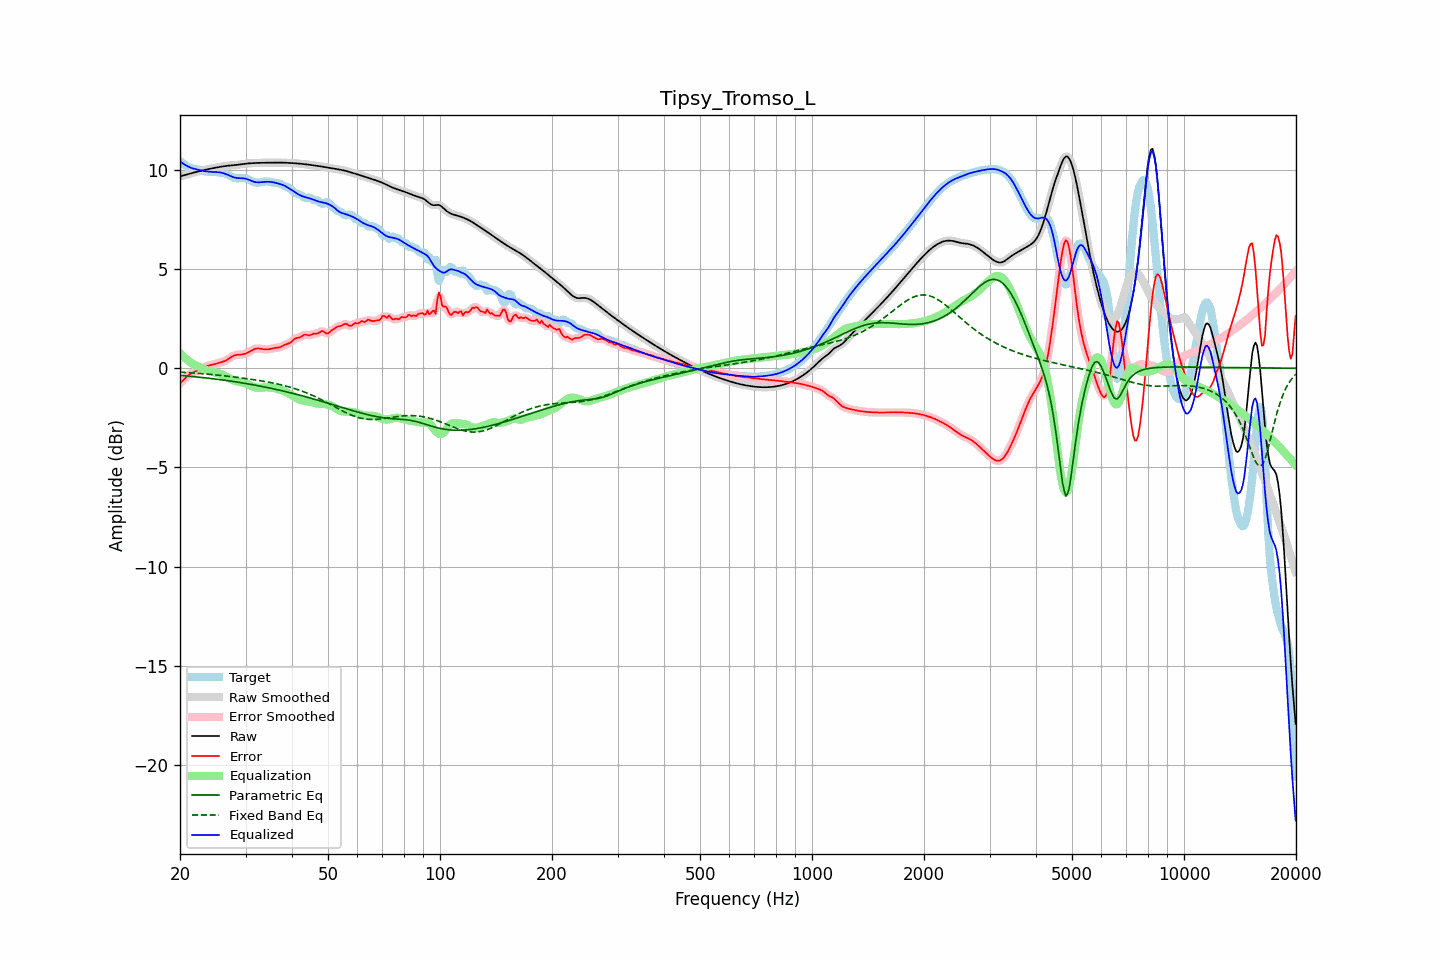 Tipsy_Tromso_L
Amplitude (dBr)
10
5
0
−5
−10
−15
−20
Target
Raw Smoothed
Error Smoothed
Raw
Error
Equalization
Parametric Eq
Fixed Band Eq
Equalized
20 50 100 200 500 1000 2000 5000 10000 20000
Frequency (Hz)